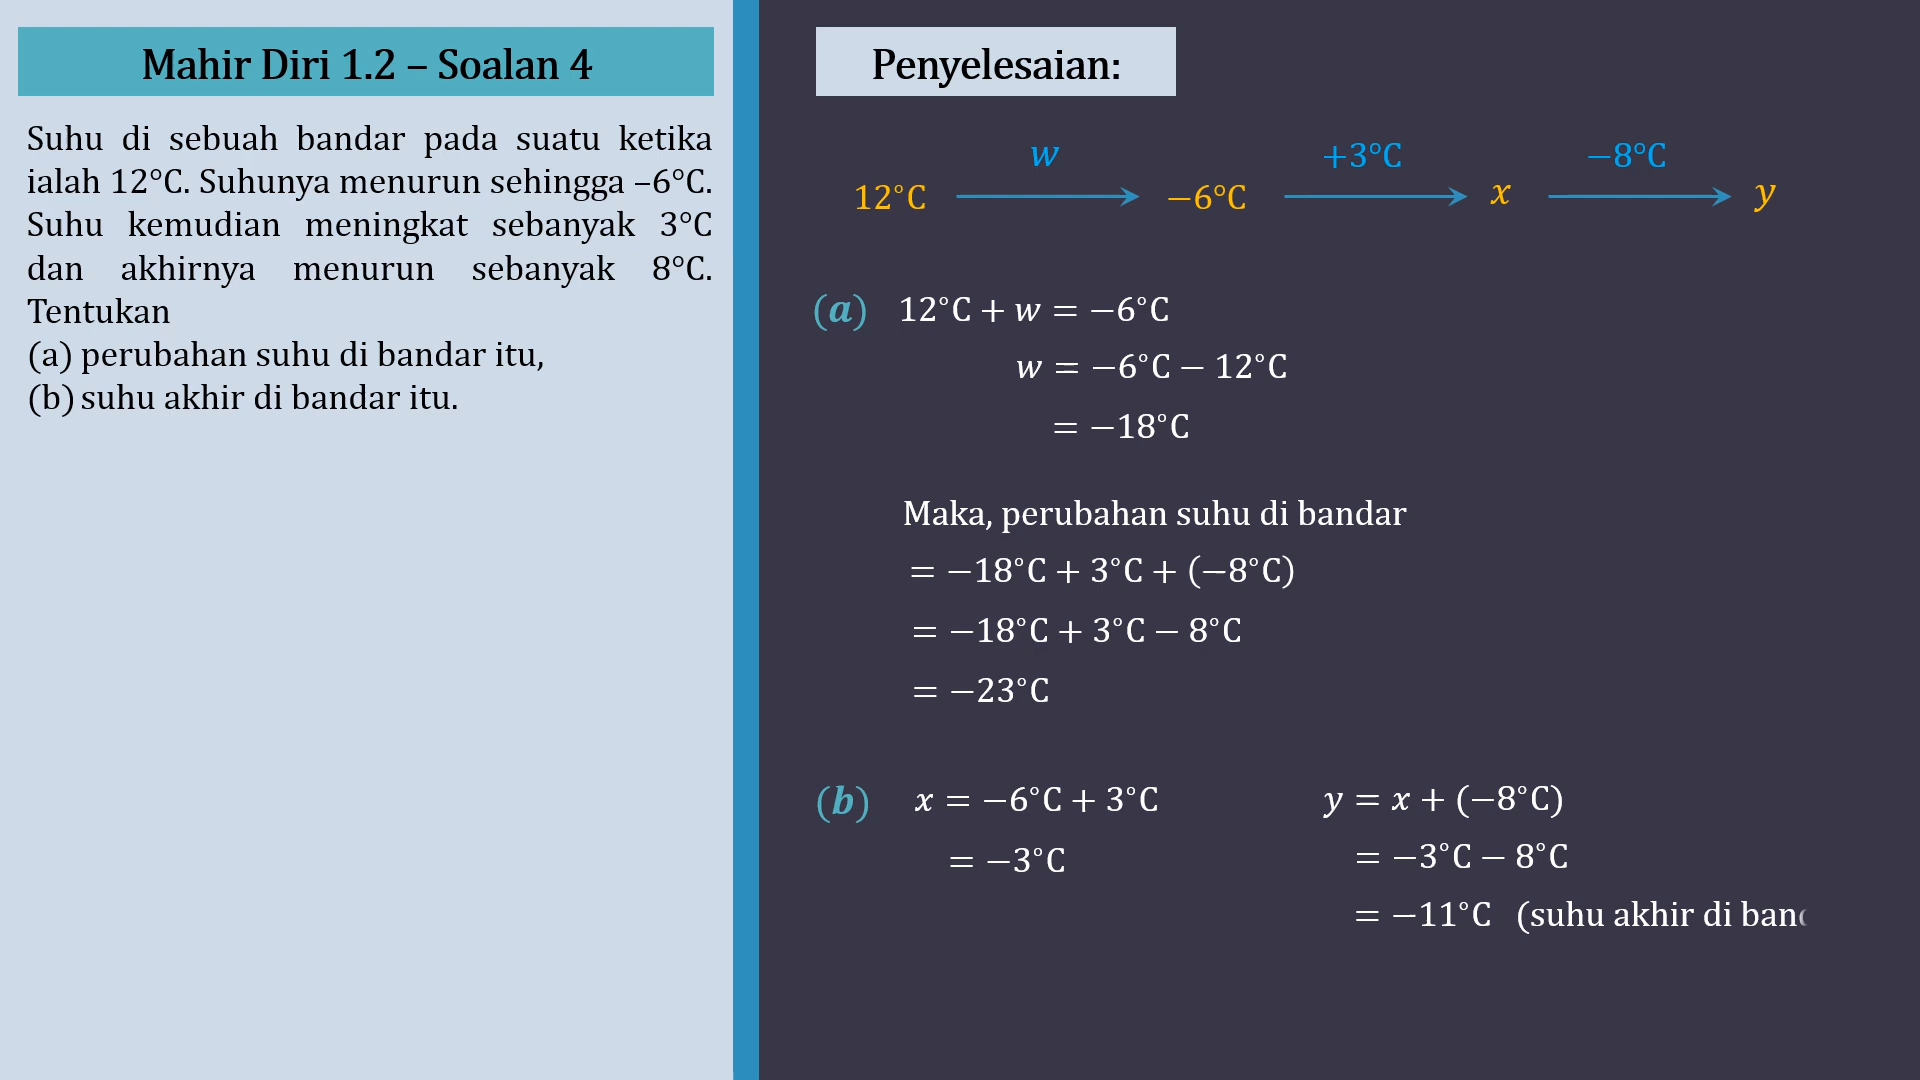 Mahir Diri 1.2 – Soalan 4
Suhu di sebuah bandar pada suatu ketika
ialah 12°C. Suhunya menurun sehingga –6°C.
Suhu kemudian meningkat sebanyak 3°C
dan akhirnya menurun sebanyak 8°C.
Tentukan
(a) perubahan suhu di bandar itu,
(b) suhu akhir di bandar itu.
Penyelesaian:
w +3°C −8°C
12°C −6°C x y
(a) 12°C + w = −6°C
w = −6°C − 12°C
= −18°C
Maka, perubahan suhu di bandar
= −18°C + 3°C + (−8°C)
= −18°C + 3°C − 8°C
= −23°C
(b) x = −6°C + 3°C
= −3°C
y = x + (−8°C)
= −3°C − 8°C
= −11°C (suhu akhir di